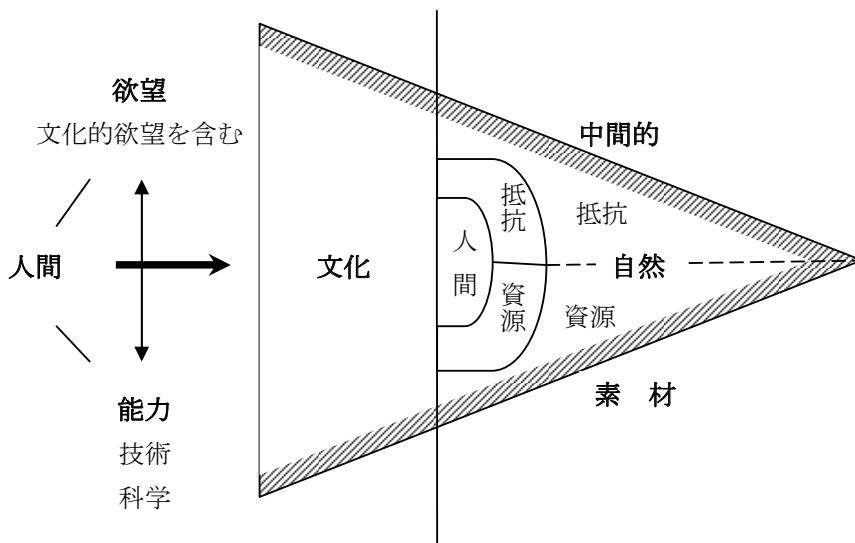 欲望
文化的欲望を含む
人間
能力
技術
科学
文化
人間
抵抗
資源
中間的
抵抗
自然
資源
素 材